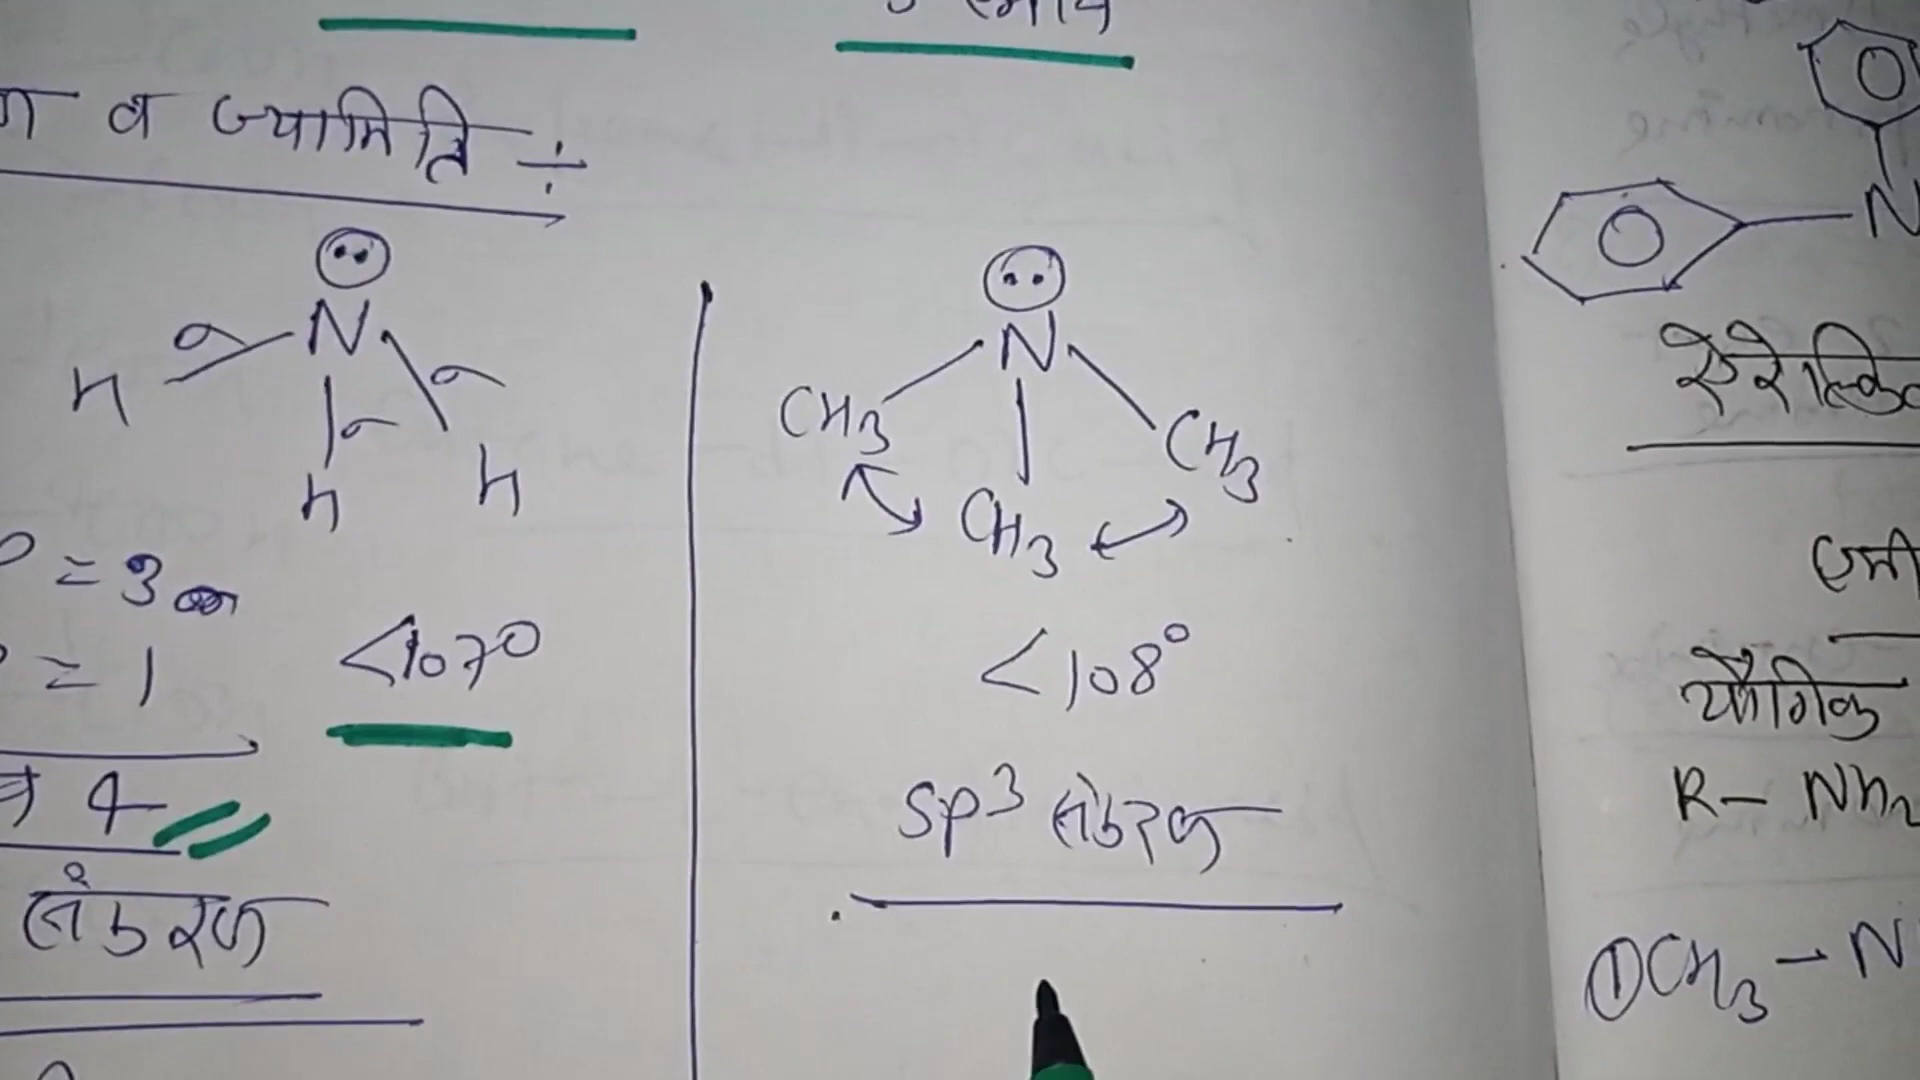 व ज्यामिति ÷
N
H
H
H
= 3
= 1
<107°
4
संकरण
N
CH3
CH3
CH3
<108°
sp3 संकरण
N
यौगिक
R- NH2
① CH3 - N